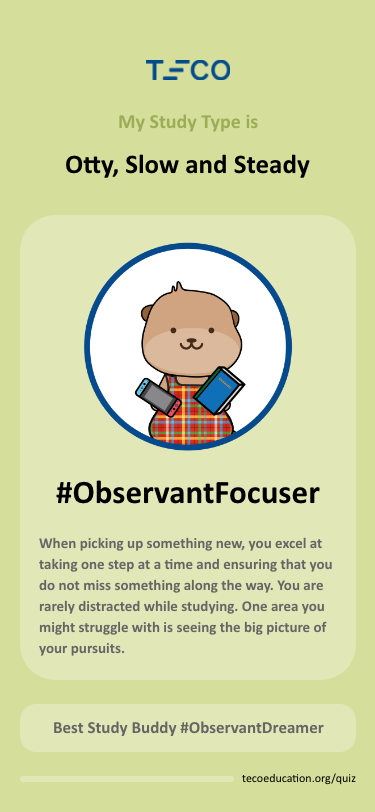 TECO
My Study Type is
Otty, Slow and Steady
#ObservantFocuser
When picking up something new, you excel at
taking one step at a time and ensuring that you
do not miss something along the way. You are
rarely distracted while studying. One area you
might struggle with is seeing the big picture of
your pursuits.
Best Study Buddy #ObservantDreamer
tecoeducation.org/quiz